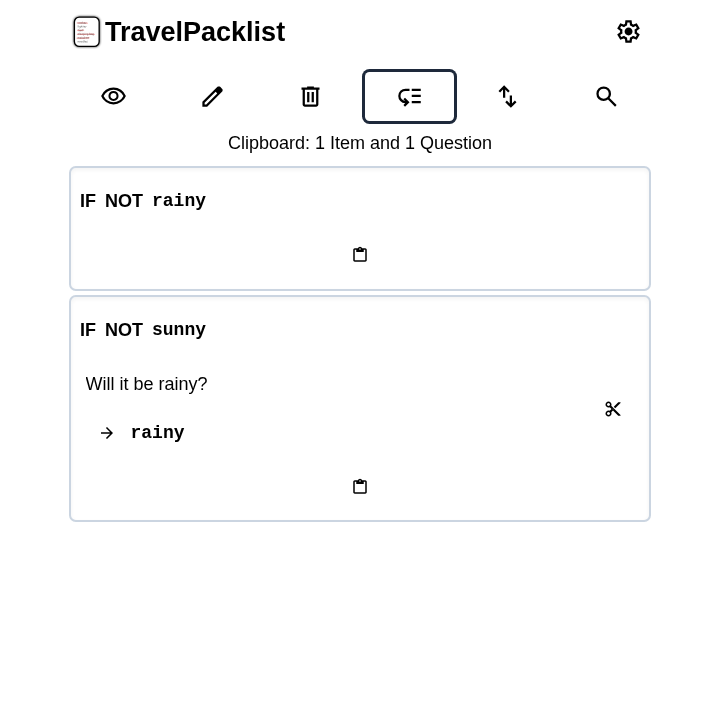 TravelPacklist
Clipboard: 1 Item and 1 Question
IF NOT rainy
IF NOT sunny
Will it be rainy?
→ rainy